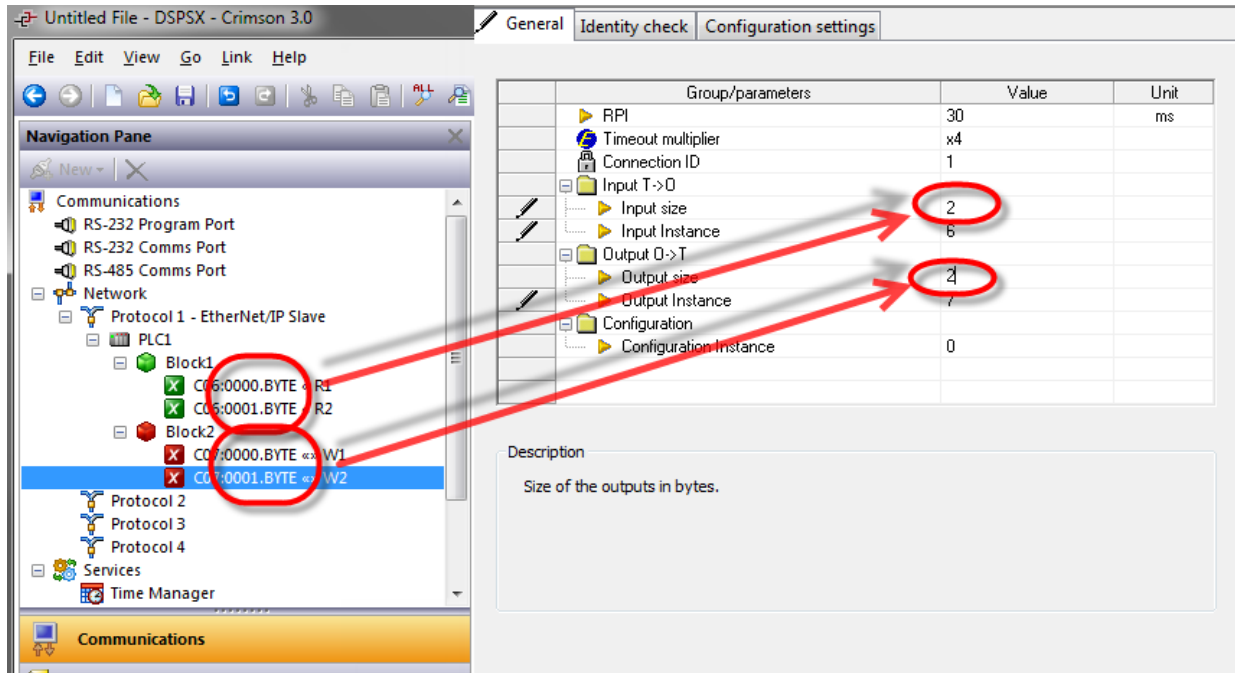 Untitled File - DSPSX - Crimson 3.0
File Edit View Go Link Help
ALL
Navigation Pane
New
Communications
RS-232 Program Port
RS-232 Comms Port
RS-485 Comms Port
Network
Protocol 1 - EtherNet/IP Slave
PLC1
Block1
C06:0000.BYTE « R1
C06:0001.BYTE « R2
Block2
C07:0000.BYTE «» W1
C07:0001.BYTE «» W2
Protocol 2
Protocol 3
Protocol 4
Services
Time Manager
Communications
General Identity check Configuration settings
Group/parameters Value Unit
RPI 30 ms
Timeout multiplier x4
Connection ID 1
Input T->O
Input size 2
Input Instance 6
Output O->T
Output size 2
Output Instance 7
Configuration
Configuration Instance 0
Description
Size of the outputs in bytes.